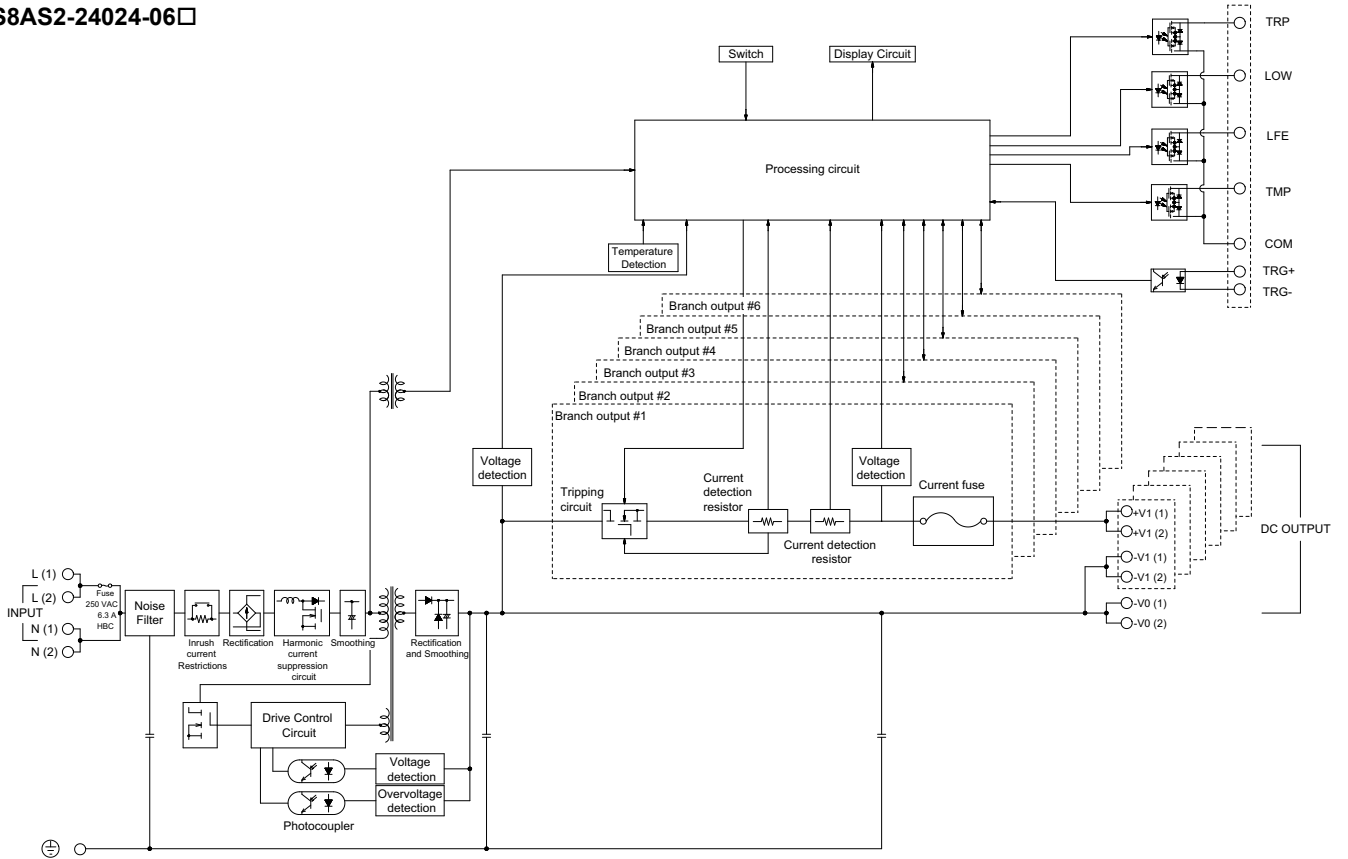 S8AS2-24024-06□
Switch
Display Circuit
Processing circuit
Temperature
Detection
TRP
LOW
LFE
TMP
COM
TRG+
TRG-
Branch output #6
Branch output #5
Branch output #4
Branch output #3
Branch output #2
Branch output #1
Voltage
detection
Tripping
circuit
Current
detection
resistor
Current detection
resistor
Voltage
detection
Current fuse
+V1 (1)
+V1 (2)
-V1 (1)
-V1 (2)
-V0 (1)
-V0 (2)
DC OUTPUT
L (1)
L (2)
INPUT
N (1)
N (2)
Fuse
250 VAC
6.3 A
HBC
Noise
Filter
Inrush
current
Restrictions
Rectification
Harmonic
current
suppression
circuit
Smoothing
Rectification
and Smoothing
Drive Control
Circuit
Voltage
detection
Overvoltage
detection
Photocoupler